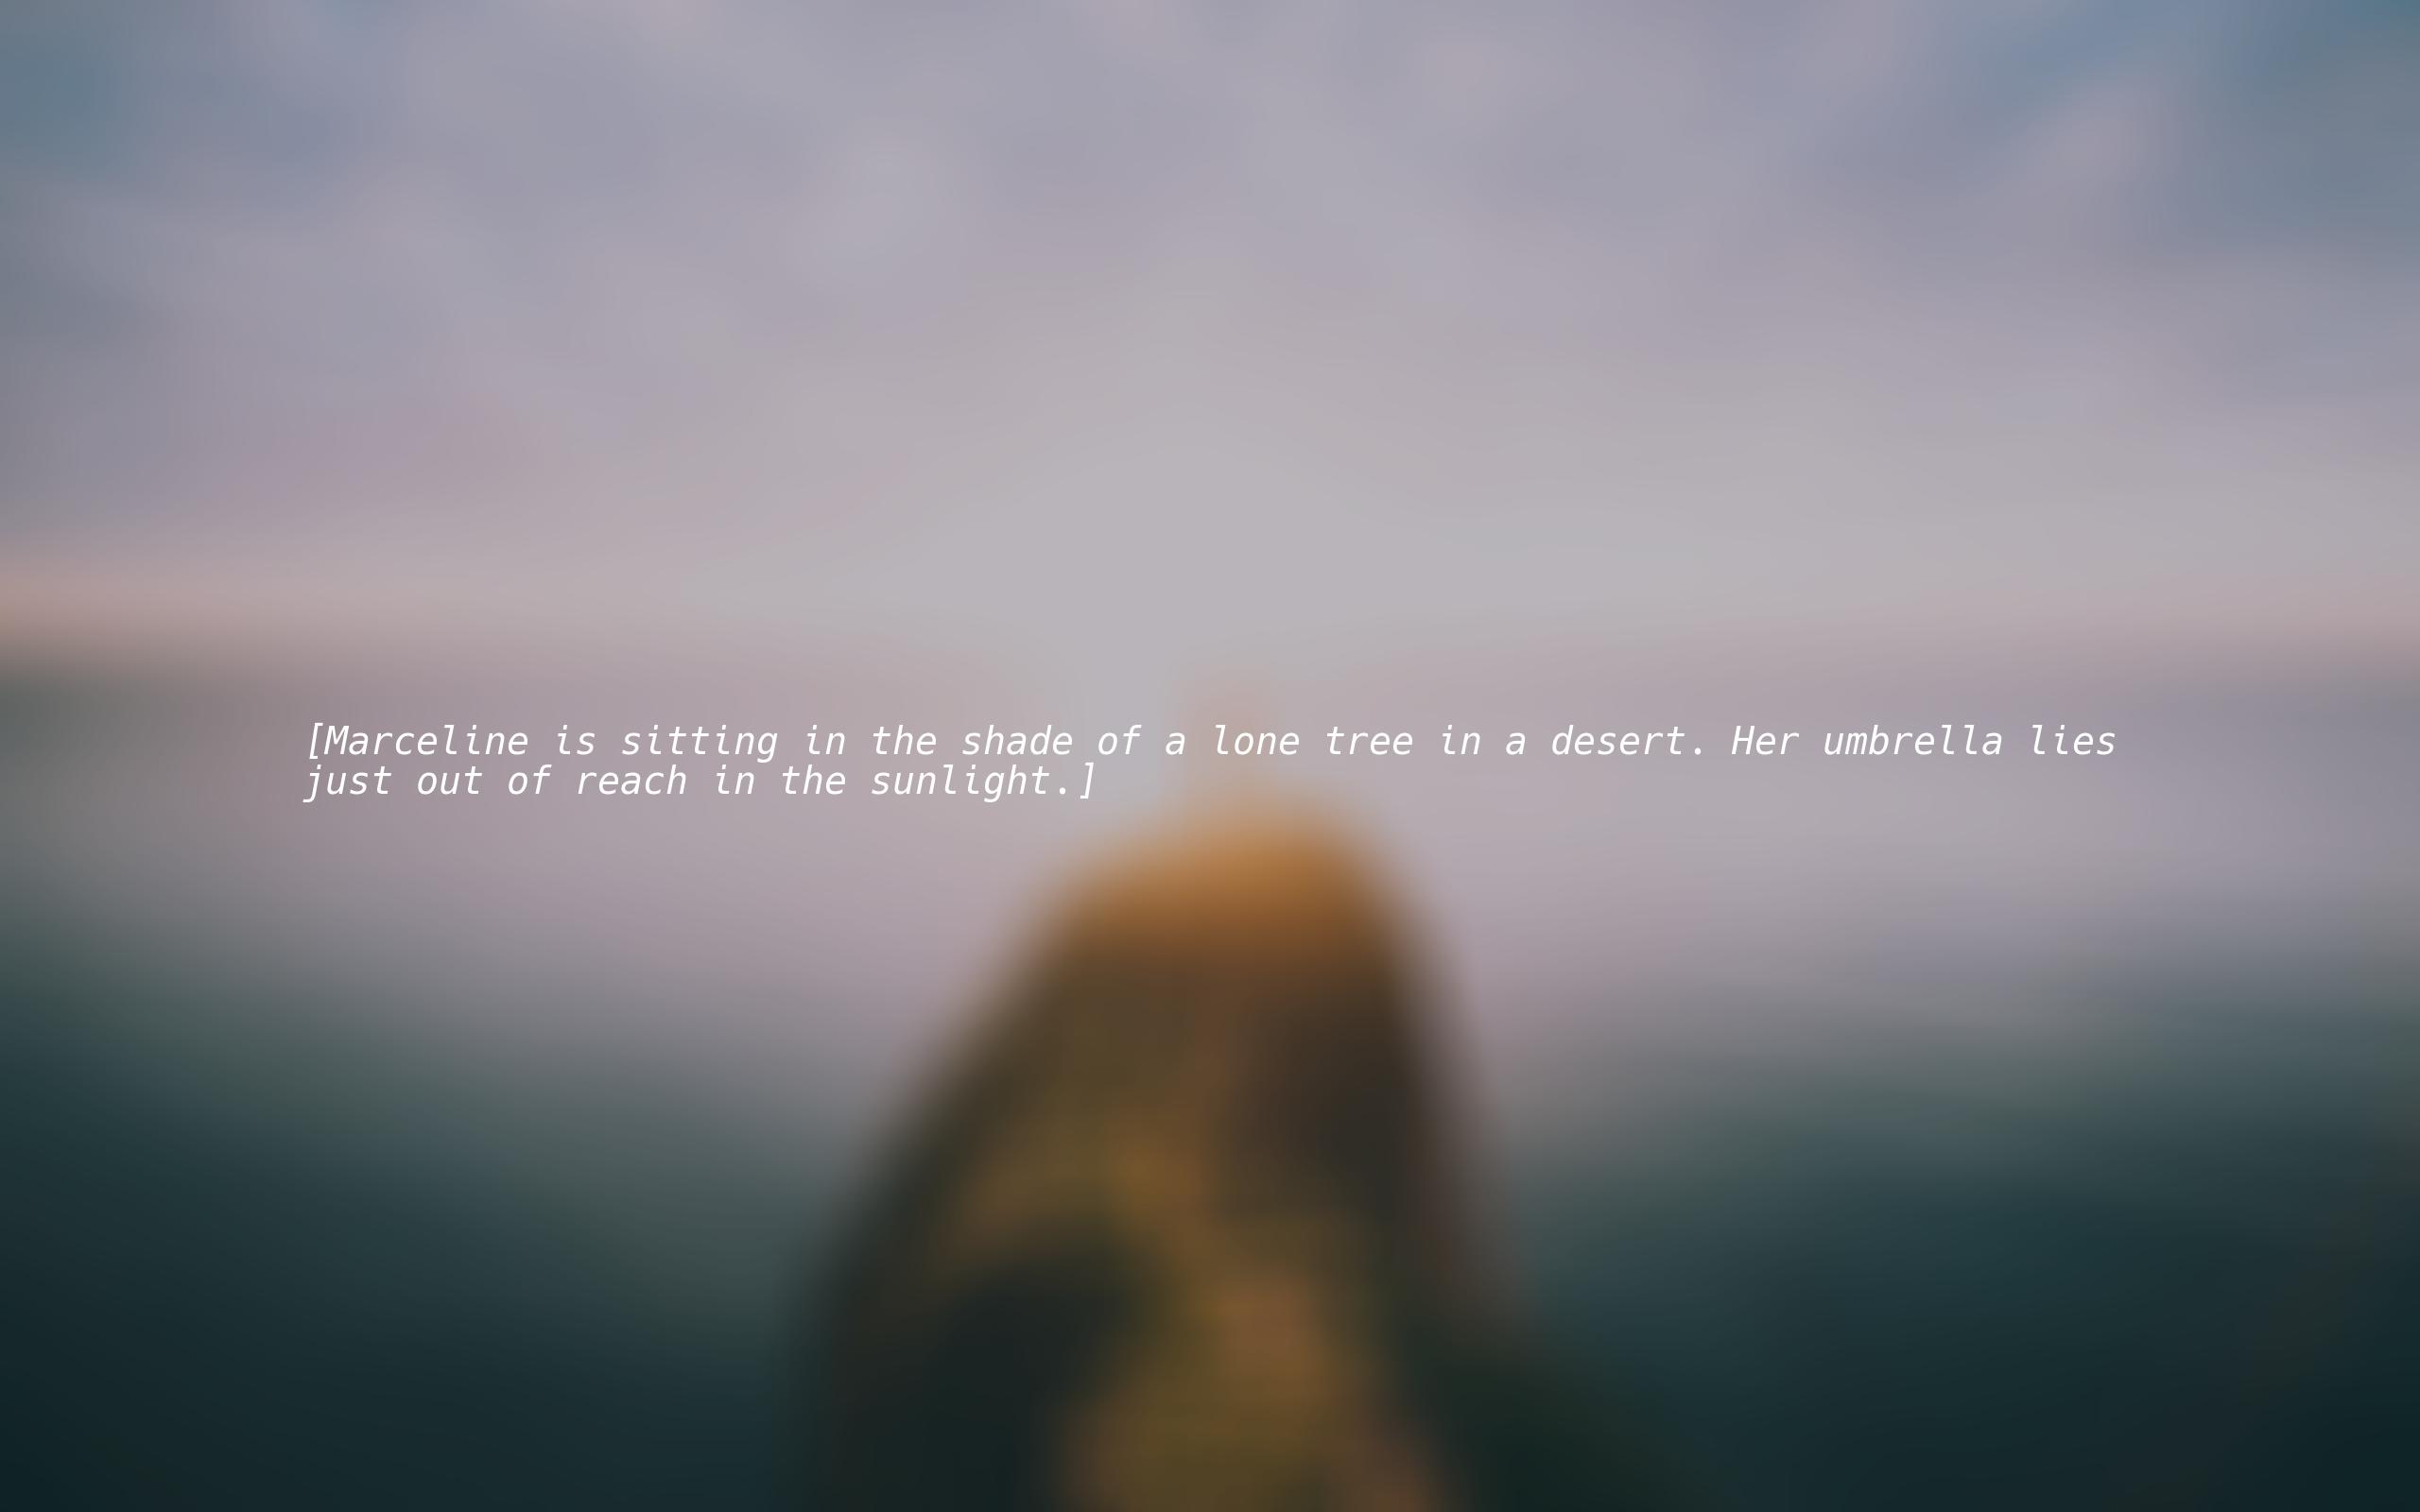 [Marceline is sitting in the shade of a lone tree in a desert. Her umbrella lies
just out of reach in the sunlight.]